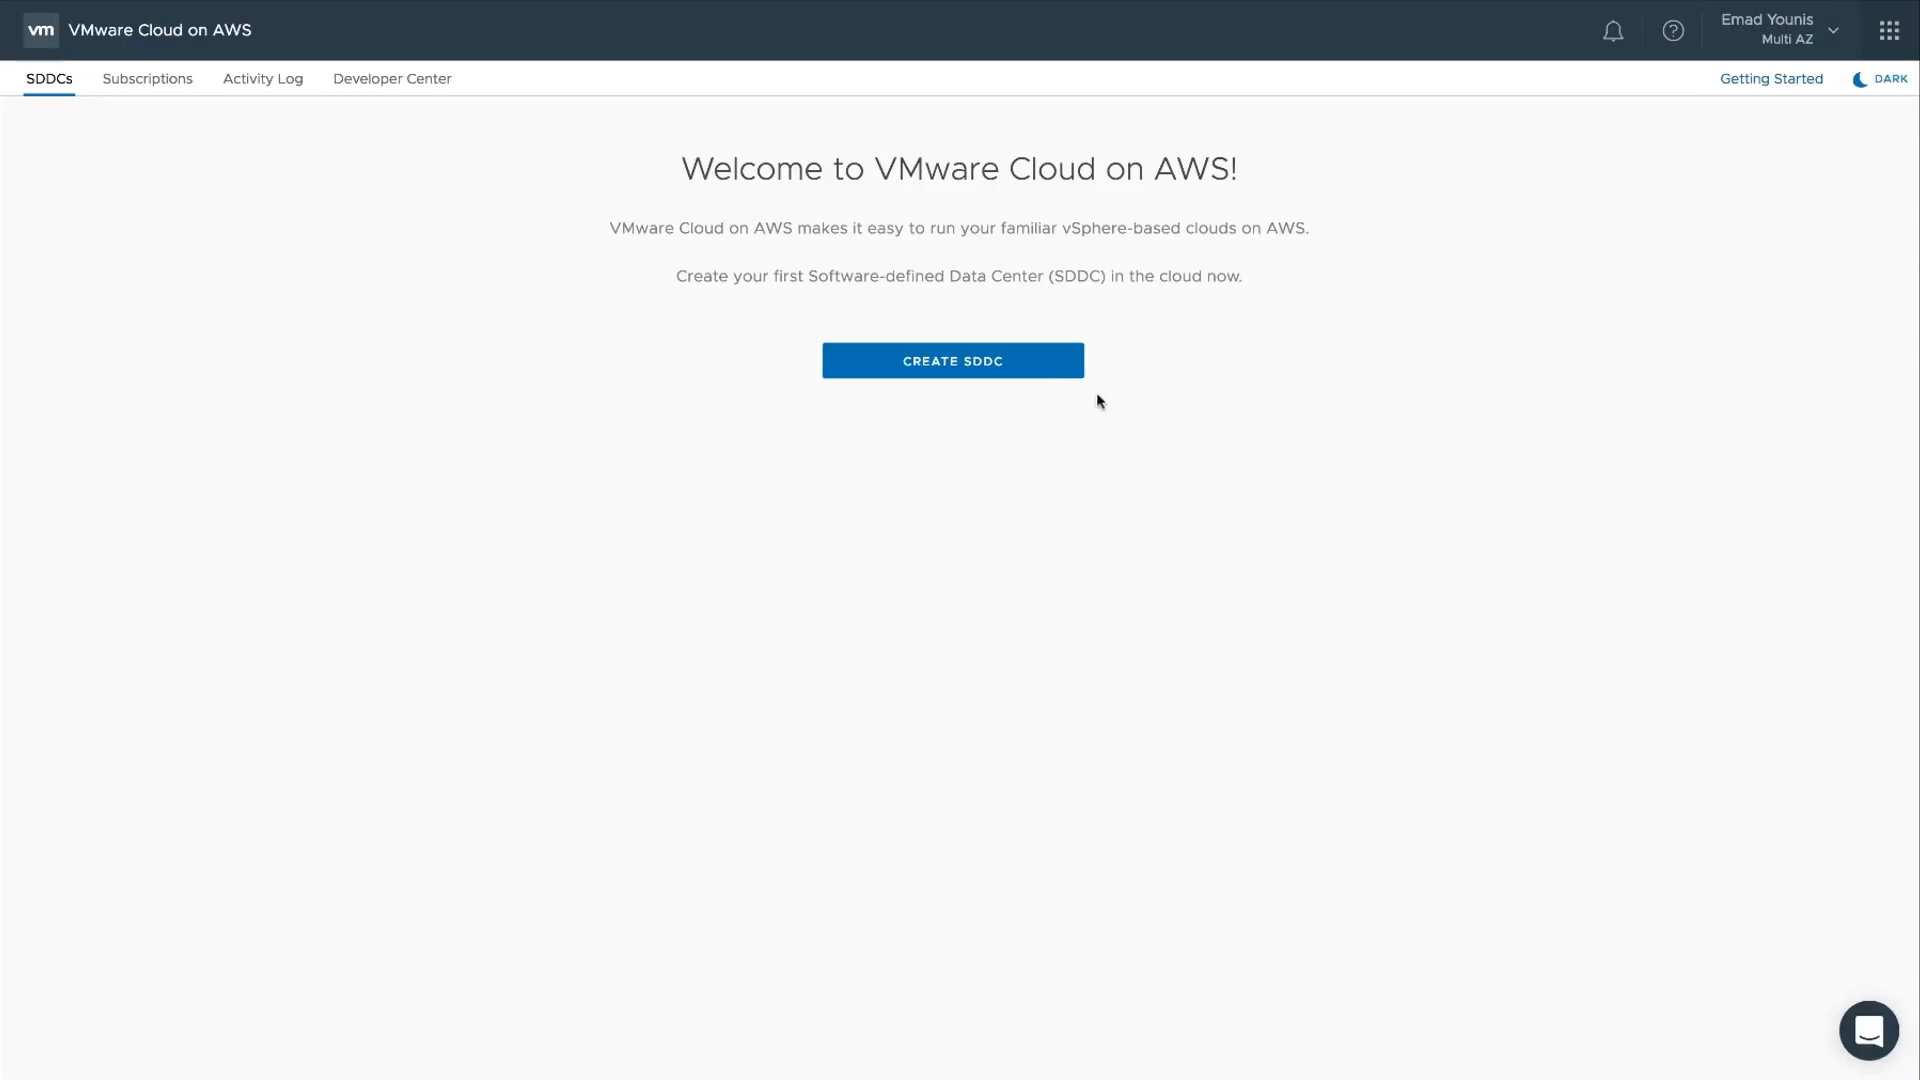 vm VMware Cloud on AWS
Emad Younis
Multi AZ
SDDCs Subscriptions Activity Log Developer Center Getting Started DARK
Welcome to VMware Cloud on AWS!
VMware Cloud on AWS makes it easy to run your familiar vSphere-based clouds on AWS.
Create your first Software-defined Data Center (SDDC) in the cloud now.
CREATE SDDC